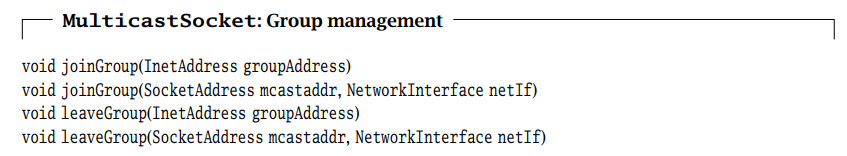 MulticastSocket: Group management
void joinGroup(InetAddress groupAddress)
void joinGroup(SocketAddress mcastaddr, NetworkInterface netIf)
void leaveGroup(InetAddress groupAddress)
void leaveGroup(SocketAddress mcastaddr, NetworkInterface netIf)